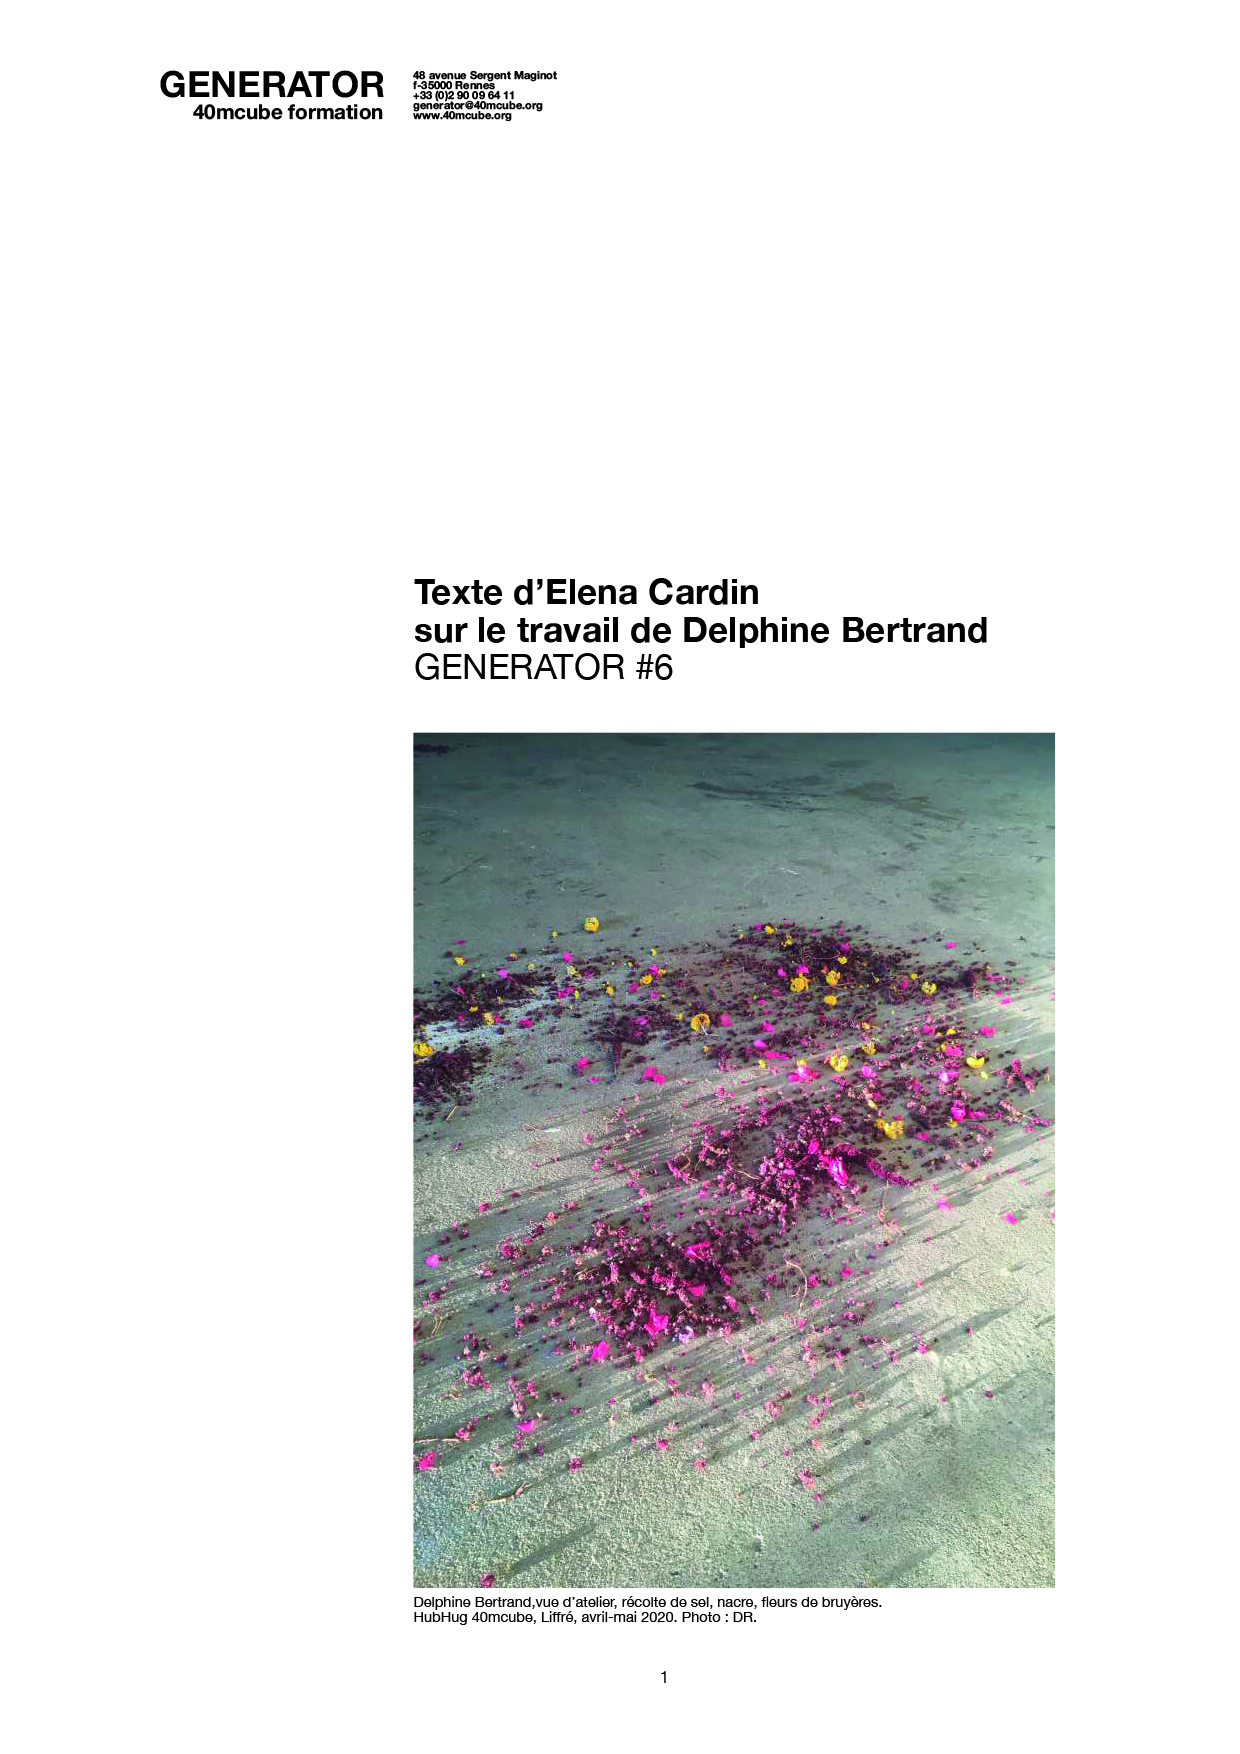 GENERATOR
40mcube formation
48 avenue Sergent Maginot
f-35000 Rennes
+33 (0)2 90 09 64 11
generator@40mcube.org
www.40mcube.org
Texte d'Elena Cardin
sur le travail de Delphine Bertrand
GENERATOR #6
Delphine Bertrand,vue d'atelier, récolte de sel, nacre, fleurs de bruyères.
HubHug 40mcube, Liffré, avril-mai 2020. Photo : DR.
1